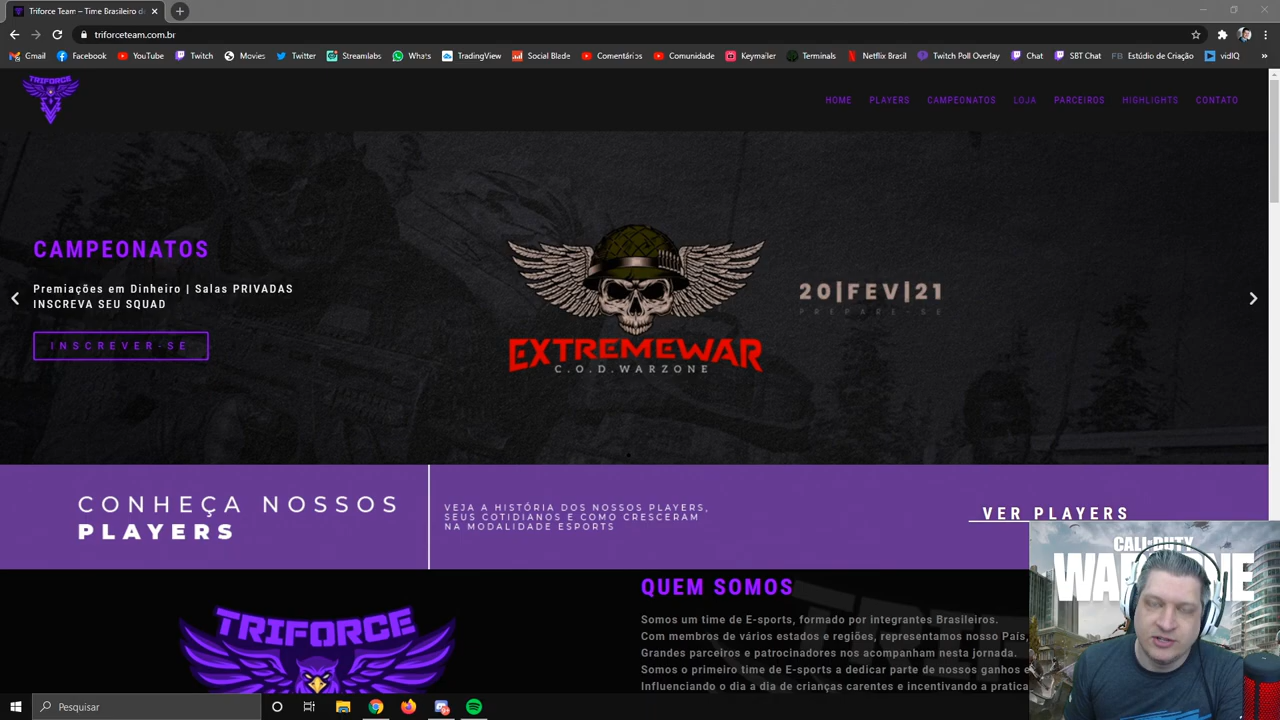 Triforce Team – Time Brasileiro d
triforceteam.com.br
Gmail
Facebook
YouTube
Twitch
Movies
Twitter
Streamlabs
Whats
TradingView
Social Blade
Comentários
Comunidade
Keymailer
Terminals
Netflix Brasil
Twitch Poll Overlay
Chat
SBT Chat
Estúdio de Criação
vidIQ
TRIFORCE
HOME PLAYERS CAMPEONATOS LOJA PARCEIROS HIGHLIGHTS CONTATO
CAMPEONATOS
Premiações em Dinheiro | Salas PRIVADAS
INSCREVA SEU SQUAD
INSCREVER-SE
EXTREMEWAR
C.O.D.WARZONE
20|FEV|21
PREPARE-SE
CONHEÇA NOSSOS
PLAYERS
VEJA A HISTÓRIA DOS NOSSOS PLAYERS,
SEUS COTIDIANOS E COMO CRESCERAM
NA MODALIDADE ESPORTS
VER PLAYERS
TRIFORCE
QUEM SOMOS
Somos um time de E-sports, formado por integrantes Brasileiros.
Com membros de vários estados e regiões, representamos nosso País,
Grandes parceiros e patrocinadores nos acompanham nesta jornada.
Somos o primeiro time de E-sports a dedicar parte de nossos ganhos e
Influenciando o dia a dia de crianças carentes e incentivando a pratica
CALL OF DUTY
Pesquisar